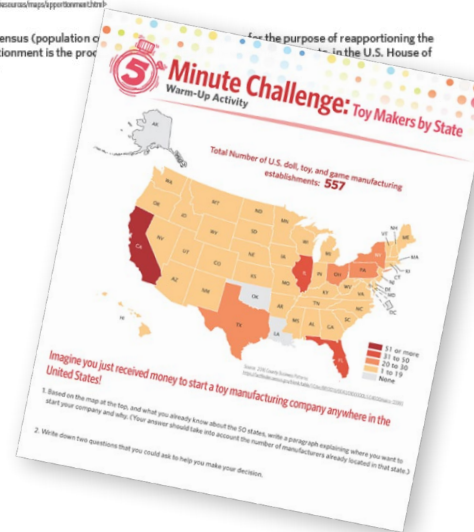 ensus (population c
for the purpose of reapportioning the
tionment is the proc
in the U.S. House of
5
Minute Challenge: Toy Makers by State
Warm-Up Activity
Total Number of U.S. doll, toy, and game manufacturing
establishments: 557
AK
WA
MT
ND
MN
OR
ID
WY
SD
WI
MI
NV
UT
CO
NE
IA
CA
AZ
NM
KS
MO
IL
IN
OH
PA
NY
ME
VT
NH
MA
RI
CT
NJ
DE
MD
DC
WV
VA
KY
TN
NC
SC
OK
AR
TX
LA
MS
AL
GA
FL
HI
51 or more
31 to 50
20 to 30
1 to 19
None
Imagine you just received money to start a toy manufacturing company anywhere in the
United States!
1. Based on the map at the top, and what you already know about the 50 states, write a paragraph explaining where you want to
start your company and why. (Your answer should take into account the number of manufacturers already located in that state.)
2. Write down two questions that you could ask to help you make your decision.